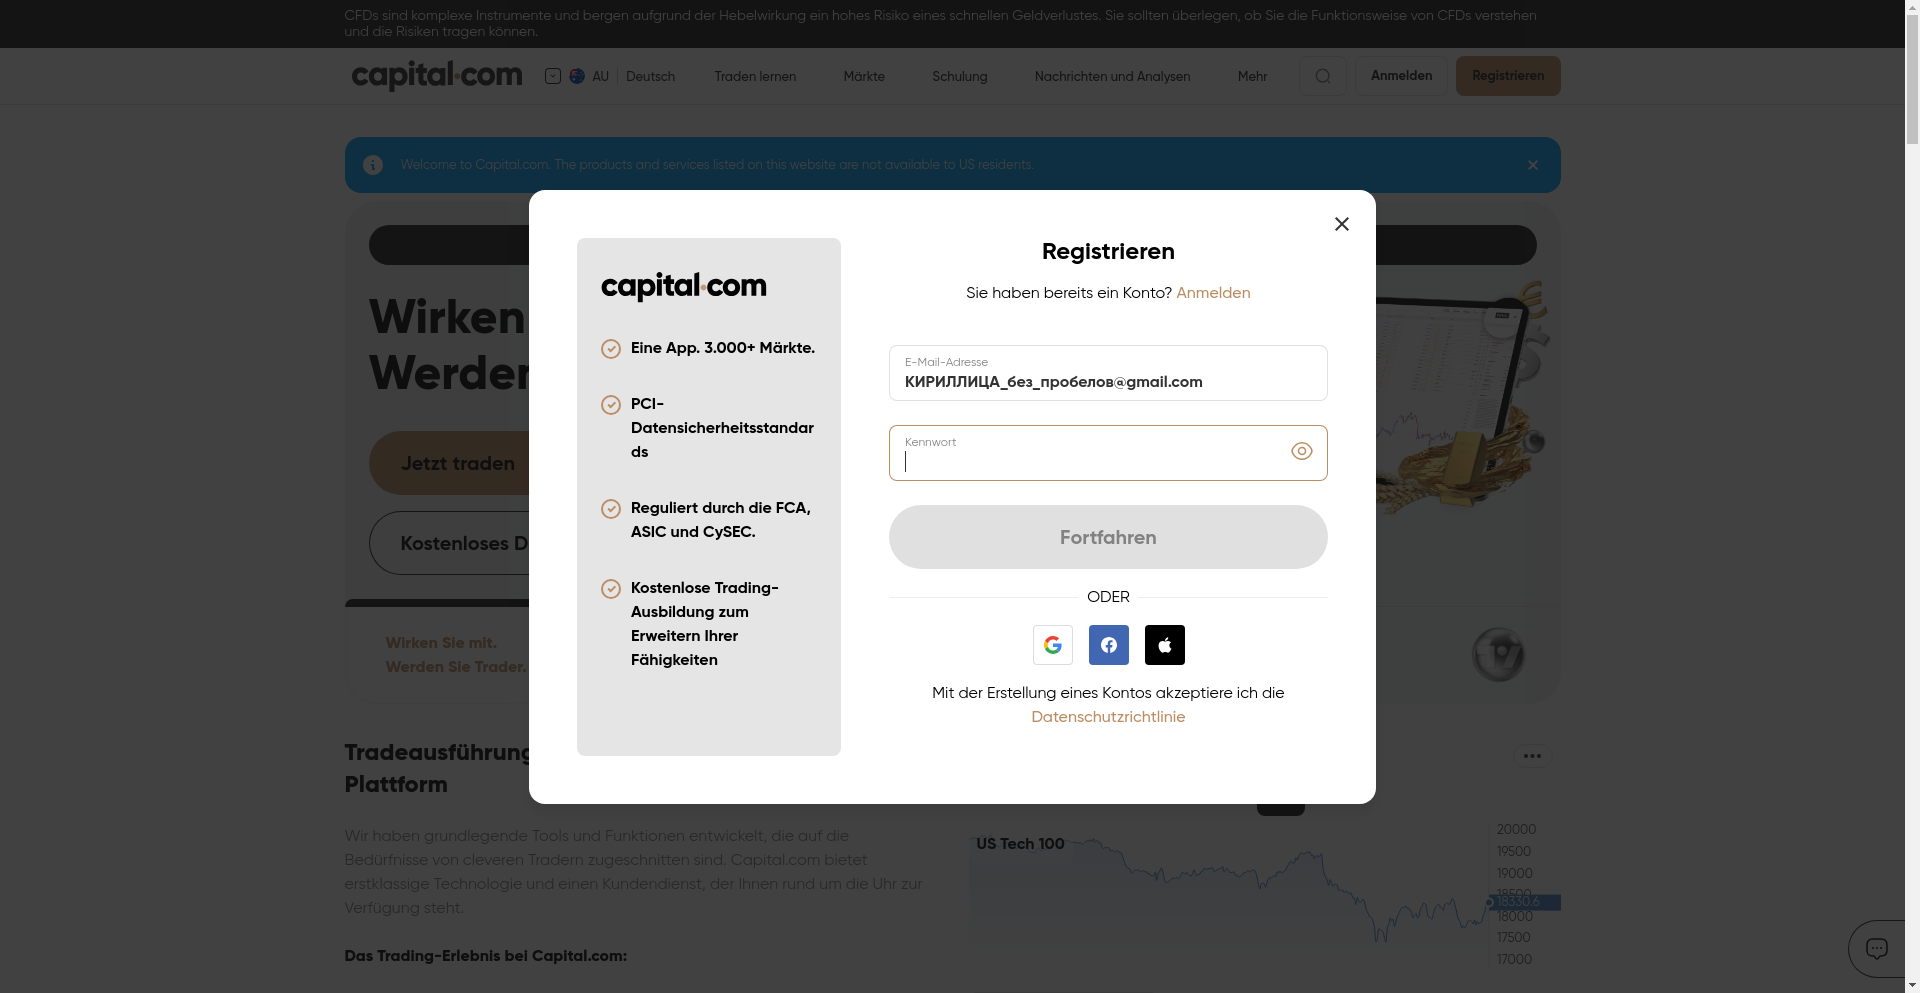 CFDs sind komplexe Instrumente und bergen aufgrund der Hebelwirkung ein hohes Risiko eines schnellen Geldverlustes. Sie sollten überlegen, ob Sie die Funktionsweise von CFDs verstehen
und die Risiken tragen können.
capital.com
AU
Deutsch
Traden lernen
Märkte
Schulung
Nachrichten und Analysen
Mehr
Anmelden
Registrieren
Welcome to Capital.com. The products and services listed on this website are not available to US residents.
Wirken
Werden
Jetzt traden
Kostenloses D
Wirken Sie mit.
Werden Sie Trader.
capital.com
Eine App. 3.000+ Märkte.
PCI-
Datensicherheitsstandar
ds
Reguliert durch die FCA,
ASIC und CySEC.
Kostenlose Trading-
Ausbildung zum
Erweitern Ihrer
Fähigkeiten
Registrieren
Sie haben bereits ein Konto? Anmelden
E-Mail-Adresse
КИРИЛЛИЦА_без_пробелов@gmail.com
Kennwort
Fortfahren
ODER
Mit der Erstellung eines Kontos akzeptiere ich die
Datenschutzrichtlinie
Tradeausführung
Plattform
Wir haben grundlegende Tools und Funktionen entwickelt, die auf die
Bedürfnisse von cleveren Tradern zugeschnitten sind. Capital.com bietet
erstklassige Technologie und einen Kundendienst, der Ihnen rund um die Uhr zur
Verfügung steht.
Das Trading-Erlebnis bei Capital.com:
US Tech 100
20000
19500
19000
18500
18330.6
18000
17500
17000